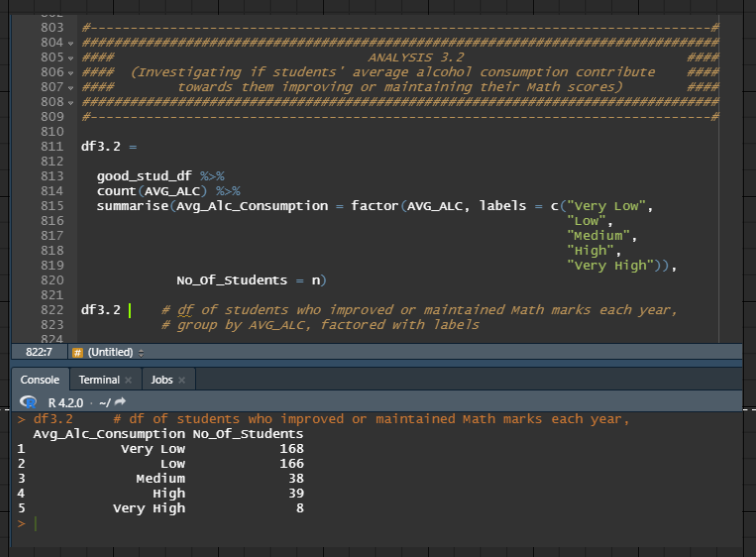 803 #------------------------------------------------------------------------------#
804 ################################################################################
805 #### ANALYSIS 3.2 ####
806 #### (Investigating if students' average alcohol consumption contribute ####
807 #### towards them improving or maintaining their Math scores) ####
808 ################################################################################
809 #------------------------------------------------------------------------------#
810
811 df3.2 =
812
813 good_stud_df %>%
814 count(AVG_ALC) %>%
815 summarise(Avg_Alc_Consumption = factor(AVG_ALC, labels = c("Very Low",
816 "Low",
817 "Medium",
818 "High",
819 "Very High")),
820 No_Of_Students = n)
821
822 df3.2 # df of students who improved or maintained Math marks each year,
823 # group by AVG_ALC, factored with labels
824
822:7 # (Untitled)
Console Terminal × Jobs ×
R 4.2.0 · ~/
> df3.2 # df of students who improved or maintained Math marks each year,
Avg_Alc_Consumption No_Of_Students
1 Very Low 168
2 Low 166
3 Medium 38
4 High 39
5 Very High 8
>